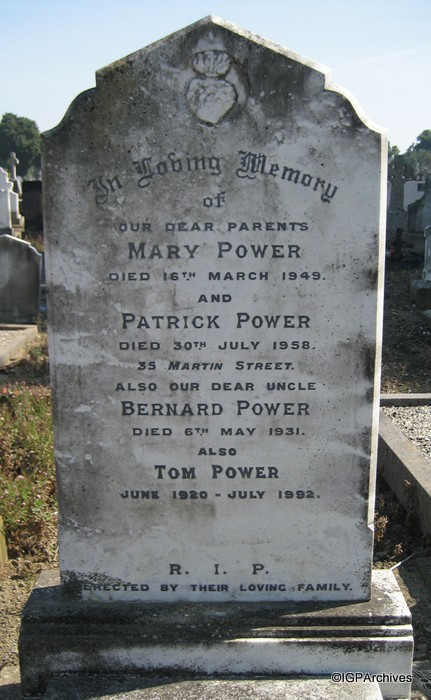 In Loving Memory
of
OUR DEAR PARENTS
MARY POWER
DIED 16TH MARCH 1949.
AND
PATRICK POWER
DIED 30TH JULY 1958.
35 MARTIN STREET.
ALSO OUR DEAR UNCLE
BERNARD POWER
DIED 6TH MAY 1931.
ALSO
TOM POWER
JUNE 1920 - JULY 1992.
R. I. P.
ERECTED BY THEIR LOVING FAMILY.
©IGPArchives